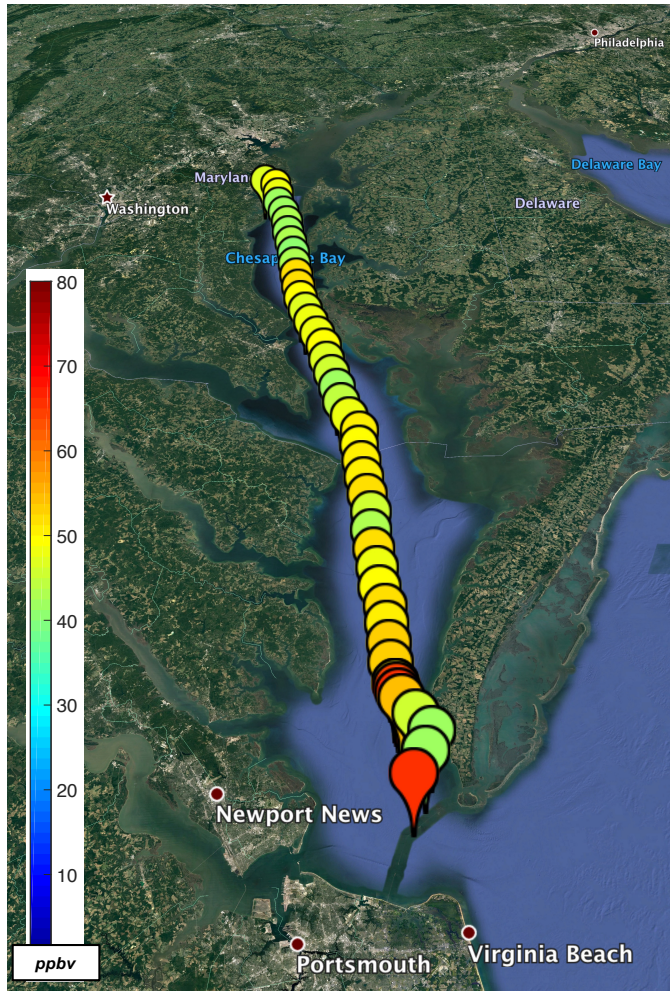 Philadelphia
Delaware Bay
Marylan
Washington
Delaware
Chesap e Bay
80
70
60
50
40
30
20
10
ppbv
Newport News
Portsmouth
Virginia Beach